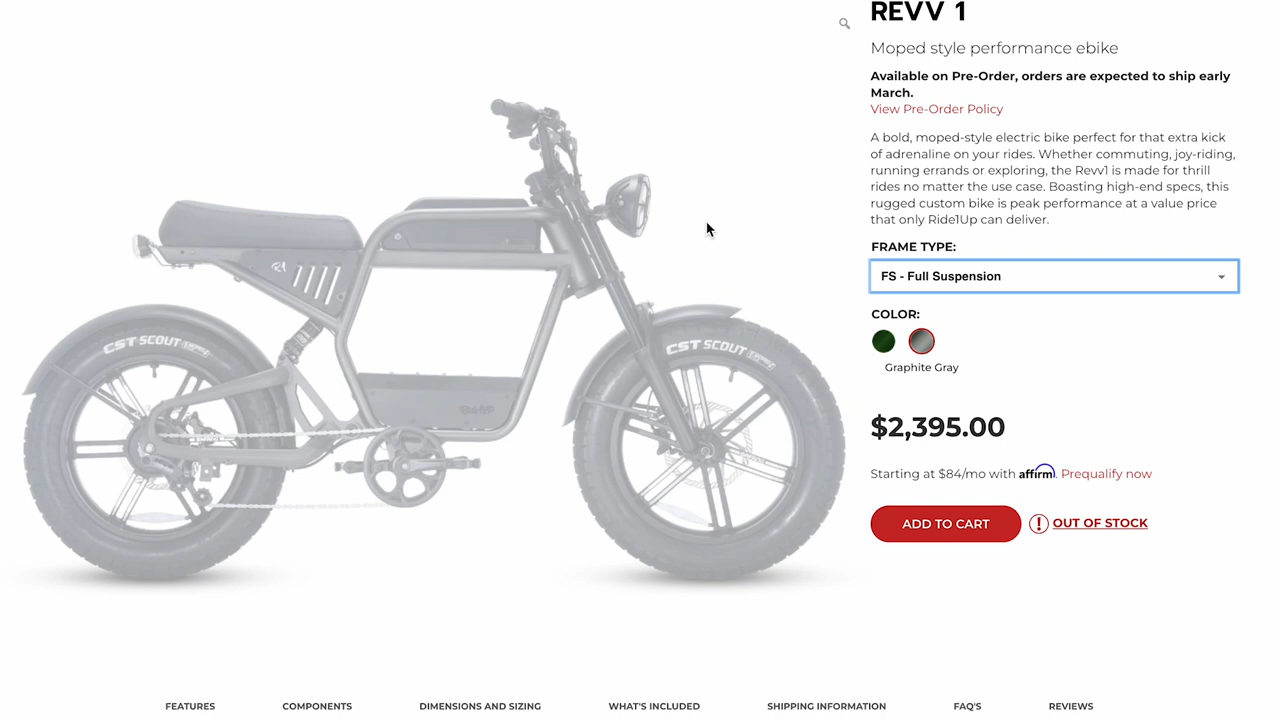 REVV 1
Moped style performance ebike
Available on Pre-Order, orders are expected to ship early
March.
View Pre-Order Policy
A bold, moped-style electric bike perfect for that extra kick
of adrenaline on your rides. Whether commuting, joy-riding,
running errands or exploring, the Revv1 is made for thrill
rides no matter the use case. Boasting high-end specs, this
rugged custom bike is peak performance at a value price
that only Ride1Up can deliver.
FRAME TYPE:
FS - Full Suspension
COLOR:
Graphite Gray
$2,395.00
Starting at $84/mo with affirm. Prequalify now
ADD TO CART
OUT OF STOCK
CST SCOUT
CST SCOUT
FEATURES
COMPONENTS
DIMENSIONS AND SIZING
WHAT'S INCLUDED
SHIPPING INFORMATION
FAQ'S
REVIEWS